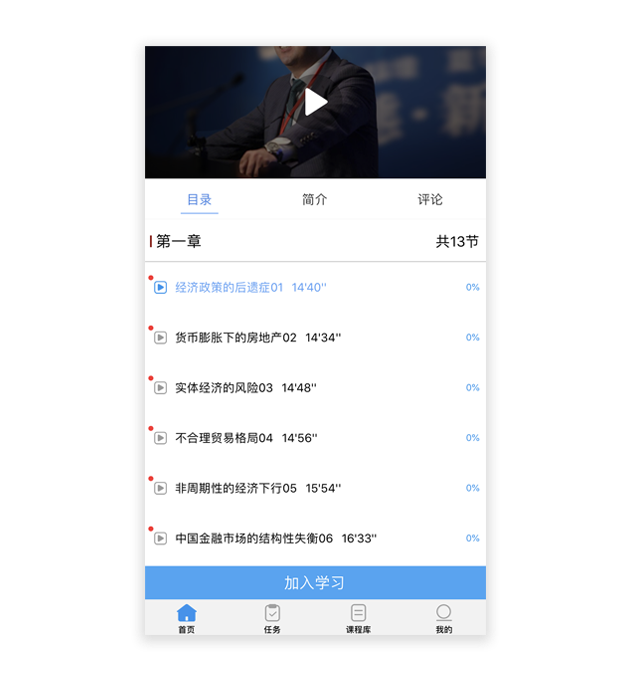 目录 简介 评论
第一章 共13节
经济政策的后遗症01 14'40'' 0%
货币膨胀下的房地产02 14'34'' 0%
实体经济的风险03 14'48'' 0%
不合理贸易格局04 14'56'' 0%
非周期性的经济下行05 15'54'' 0%
中国金融市场的结构性失衡06 16'33'' 0%
加入学习
首页 任务 课程库 我的